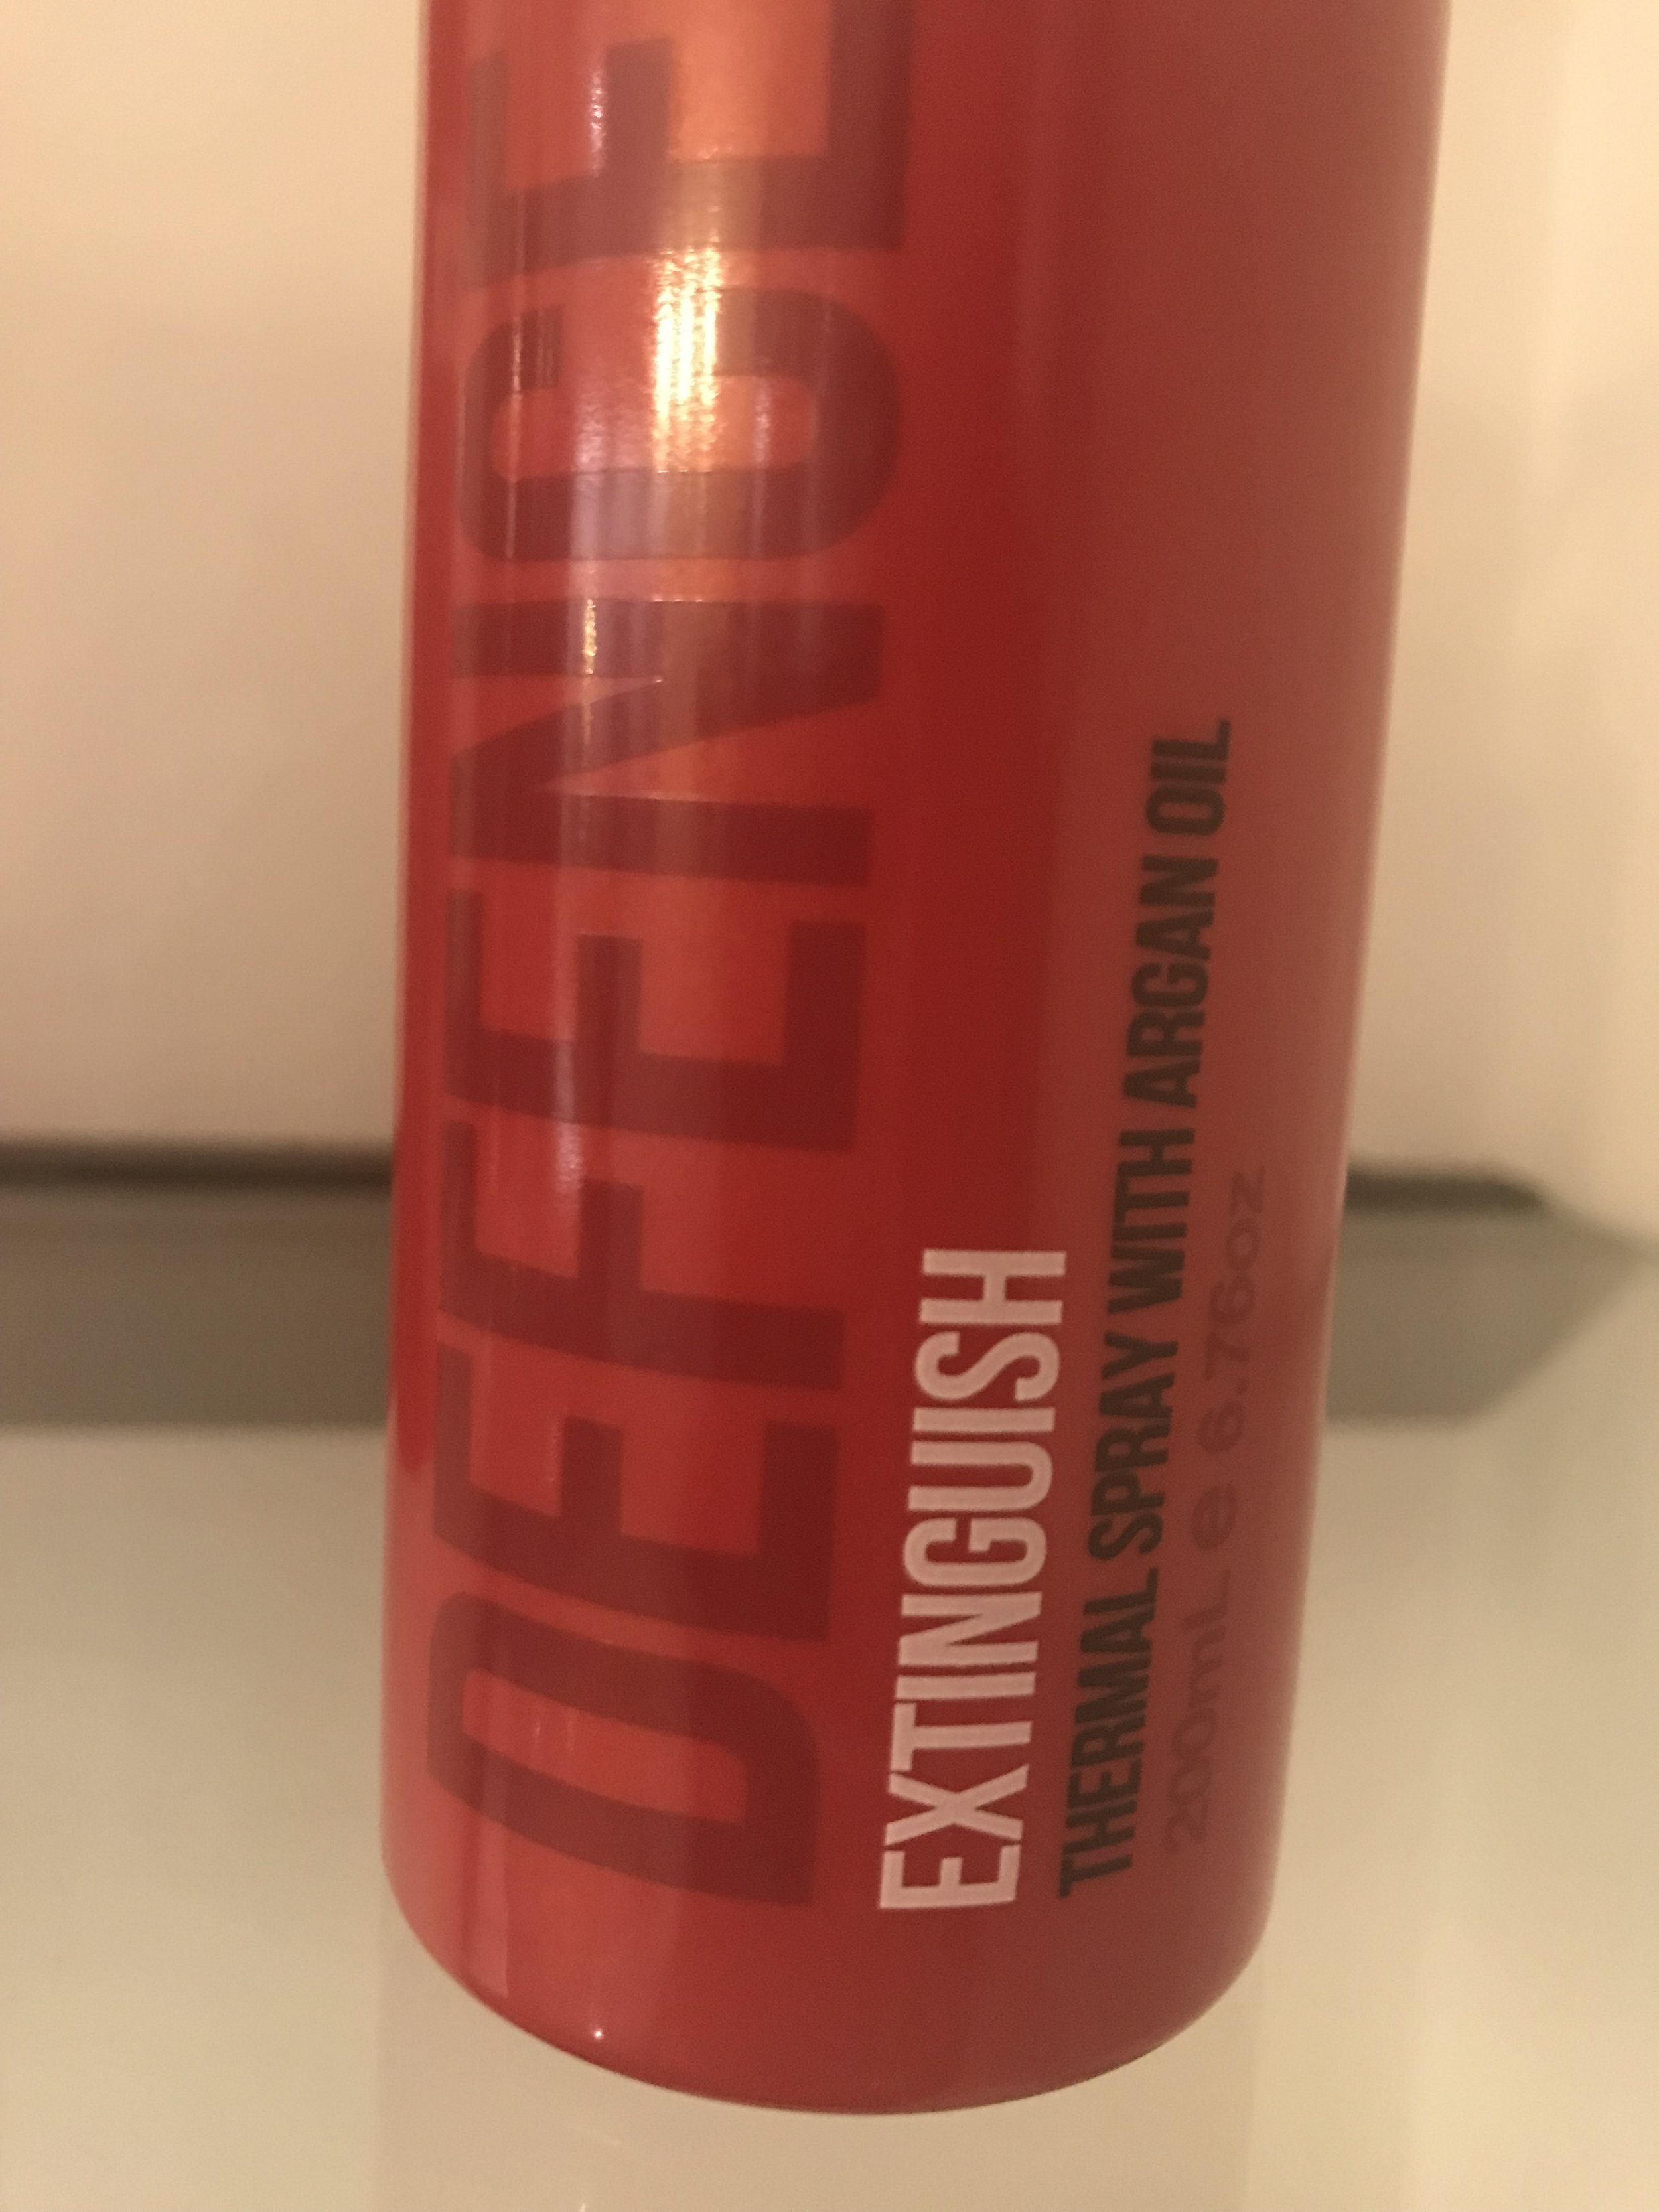 DEFENCE
EXTINGUISH
THERMAL SPRAY WITH ARGAN OIL
200mL e 6.76oz